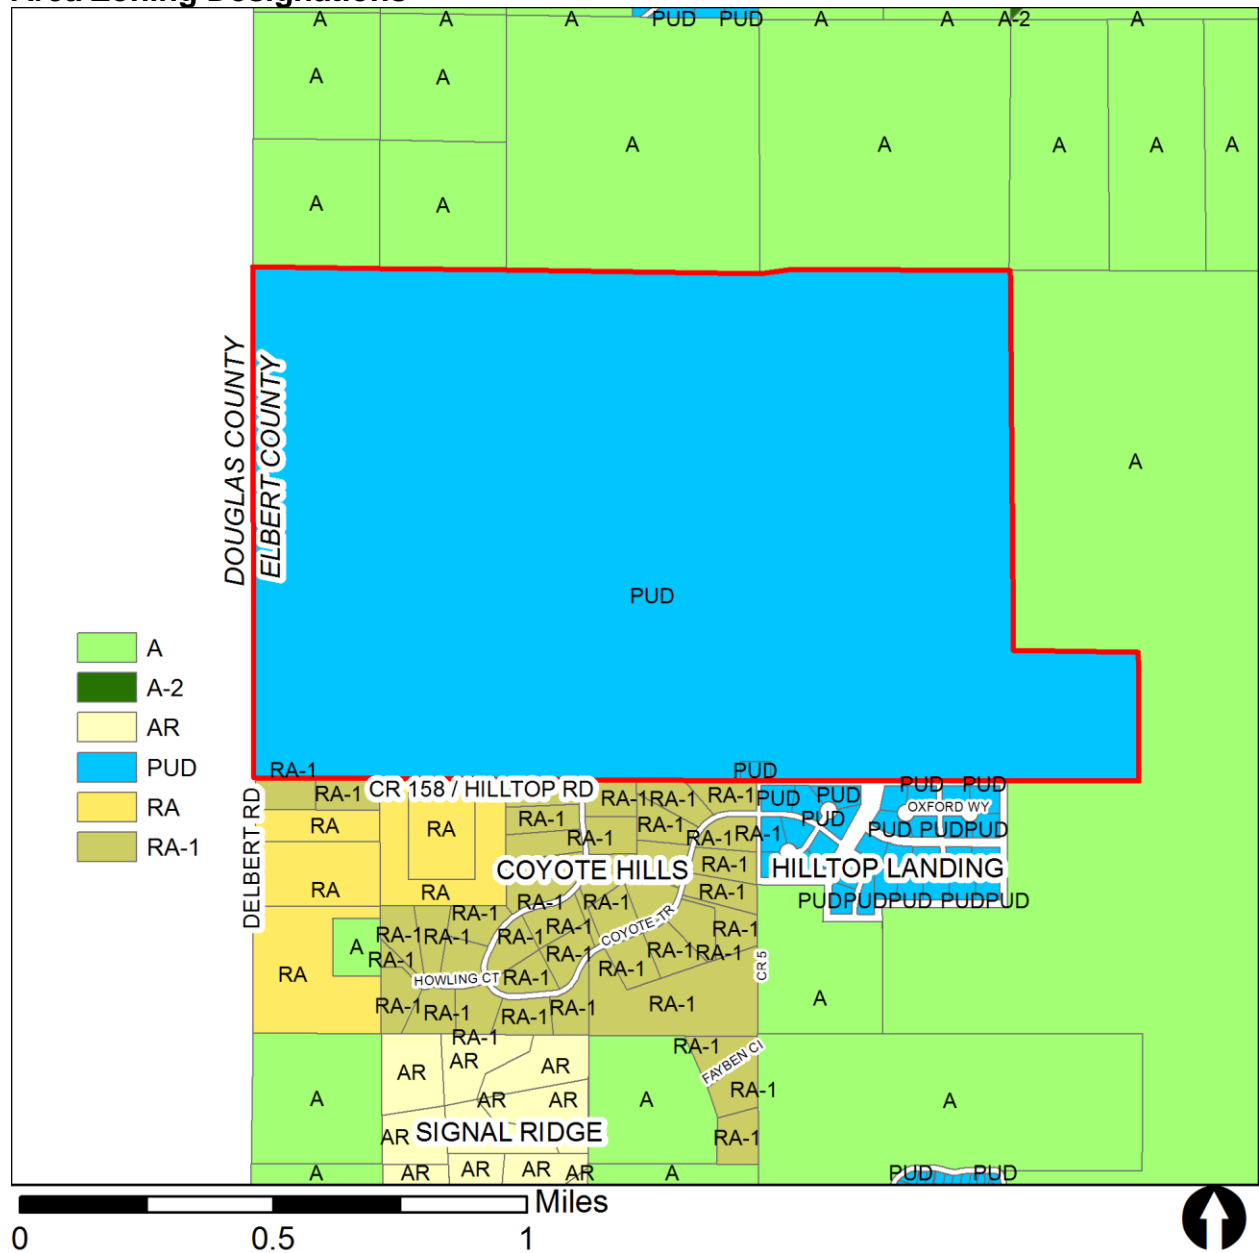 Area Zoning Designations
A A A PUD PUD A A A-2 A
A A
A A A A A
A A
DOUGLAS COUNTY
ELBERT COUNTY
A
PUD
A
A-2
AR
PUD
RA
RA-1
RA-1 PUD
DELBERT RD
CR 158 / HILLTOP RD
RA-1 RA-1 RA-1 RA-1 PUD PUD PUD PUD
OXFORD WY
RA RA RA-1 RA-1 RA-1 PUD PUD PUD PUD
RA-1 RA-1 RA-1
COYOTE HILLS
HILLTOP LANDING
RA-1
RA RA RA-1
RA-1 RA-1 PUD PUD PUD PUD PUD
RA-1
COYOTE TR
RA-1 RA-1 RA-1 RA-1 RA-1
A RA-1 RA-1 RA-1 RA-1
CR 5
RA RA-1 RA-1
HOWLING CT
RA-1 RA-1 RA-1 RA-1 RA-1 A
RA-1 RA-1
FAYBEN CI
AR AR AR
A AR AR A RA-1 A
AR SIGNAL RIDGE RA-1
A AR AR AR AR A PUD PUD
Miles
0 0.5 1